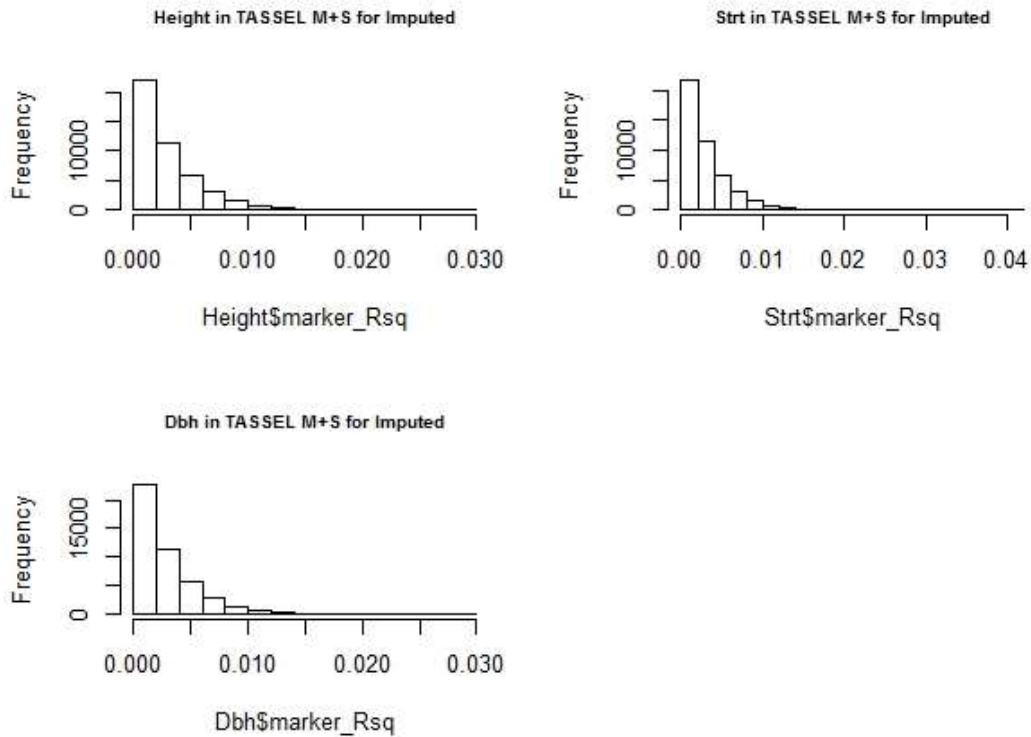 Height in TASSEL M+S for Imputed
Frequency
0 10000
0.000 0.010 0.020 0.030
Height$marker_Rsq
Strt in TASSEL M+S for Imputed
Frequency
0 10000
0.00 0.01 0.02 0.03 0.04
Strt$marker_Rsq
Dbh in TASSEL M+S for Imputed
Frequency
0 15000
0.000 0.010 0.020 0.030
Dbh$marker_Rsq